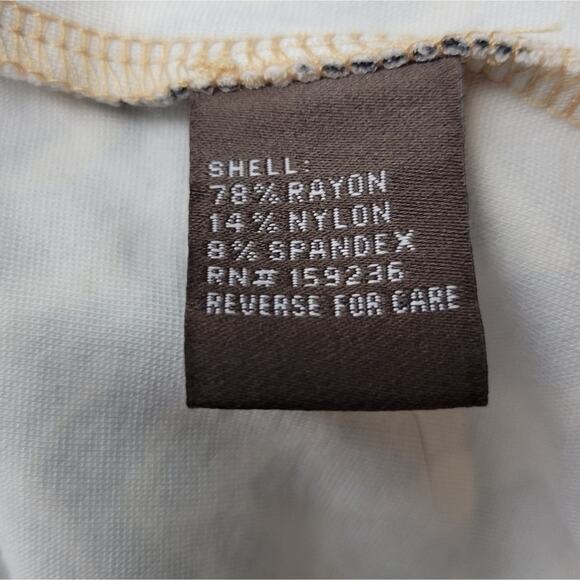 SHELL:
78% RAYON
14% NYLON
8% SPANDEX
RN# 159236
REVERSE FOR CARE